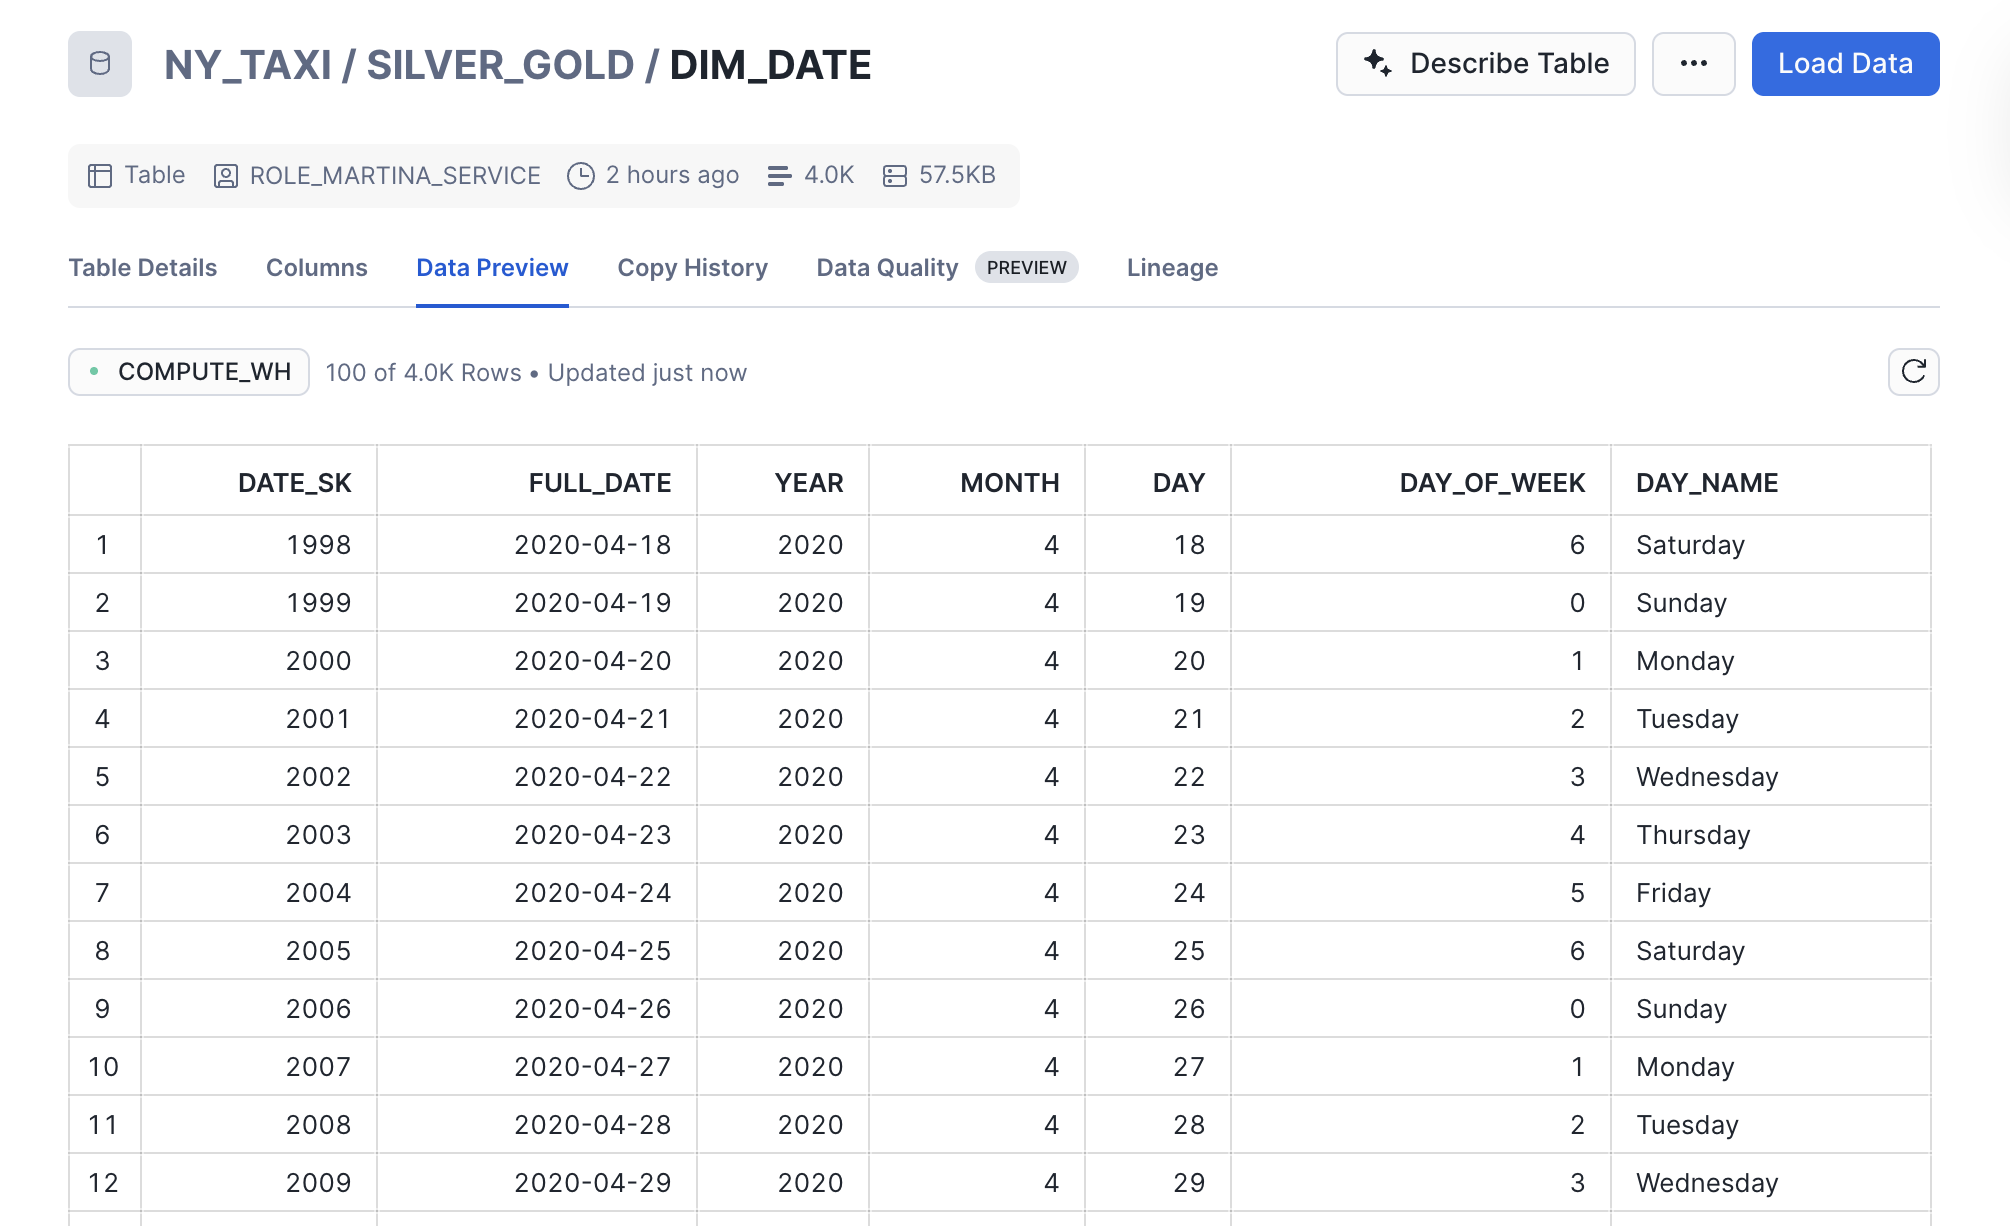 NY_TAXI / SILVER_GOLD / DIM_DATE
Describe Table
Load Data
Table ROLE_MARTINA_SERVICE 2 hours ago 4.0K 57.5KB
Table Details Columns Data Preview Copy History Data Quality PREVIEW Lineage
COMPUTE_WH 100 of 4.0K Rows • Updated just now
DATE_SK FULL_DATE YEAR MONTH DAY DAY_OF_WEEK DAY_NAME
1 1998 2020-04-18 2020 4 18 6 Saturday
2 1999 2020-04-19 2020 4 19 0 Sunday
3 2000 2020-04-20 2020 4 20 1 Monday
4 2001 2020-04-21 2020 4 21 2 Tuesday
5 2002 2020-04-22 2020 4 22 3 Wednesday
6 2003 2020-04-23 2020 4 23 4 Thursday
7 2004 2020-04-24 2020 4 24 5 Friday
8 2005 2020-04-25 2020 4 25 6 Saturday
9 2006 2020-04-26 2020 4 26 0 Sunday
10 2007 2020-04-27 2020 4 27 1 Monday
11 2008 2020-04-28 2020 4 28 2 Tuesday
12 2009 2020-04-29 2020 4 29 3 Wednesday